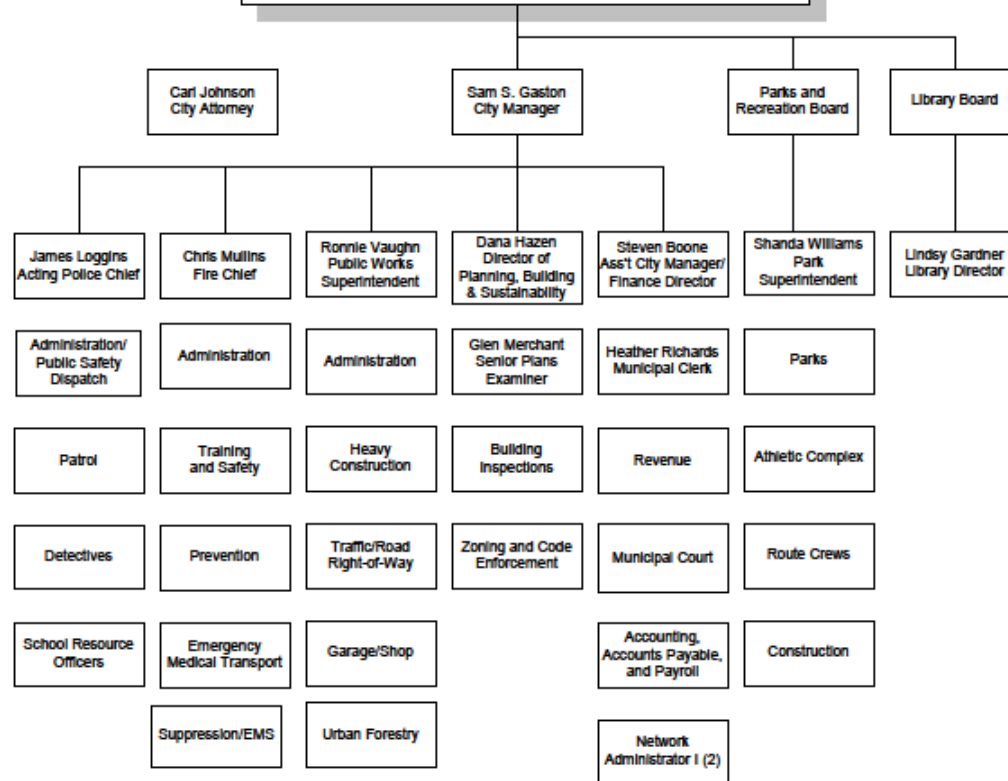 Carl Johnson
City Attorney
Sam S. Gaston
City Manager
Parks and
Recreation Board
Library Board
James Loggins
Acting Police Chief
Chris Mullins
Fire Chief
Ronnie Vaughn
Public Works
Superintendent
Dana Hazen
Director of
Planning, Building
& Sustainability
Steven Boone
Ass't City Manager/
Finance Director
Shanda Williams
Park
Superintendent
Lindsy Gardner
Library Director
Administration/
Public Safety
Dispatch
Administration
Administration
Glen Merchant
Senior Plans
Examiner
Heather Richards
Municipal Clerk
Parks
Patrol
Training
and Safety
Heavy
Construction
Building
Inspections
Revenue
Athletic Complex
Detectives
Prevention
Traffic/Road
Right-of-Way
Zoning and Code
Enforcement
Municipal Court
Route Crews
School Resource
Officers
Emergency
Medical Transport
Garage/Shop
Accounting,
Accounts Payable,
and Payroll
Construction
Suppression/EMS
Urban Forestry
Network
Administrator I (2)